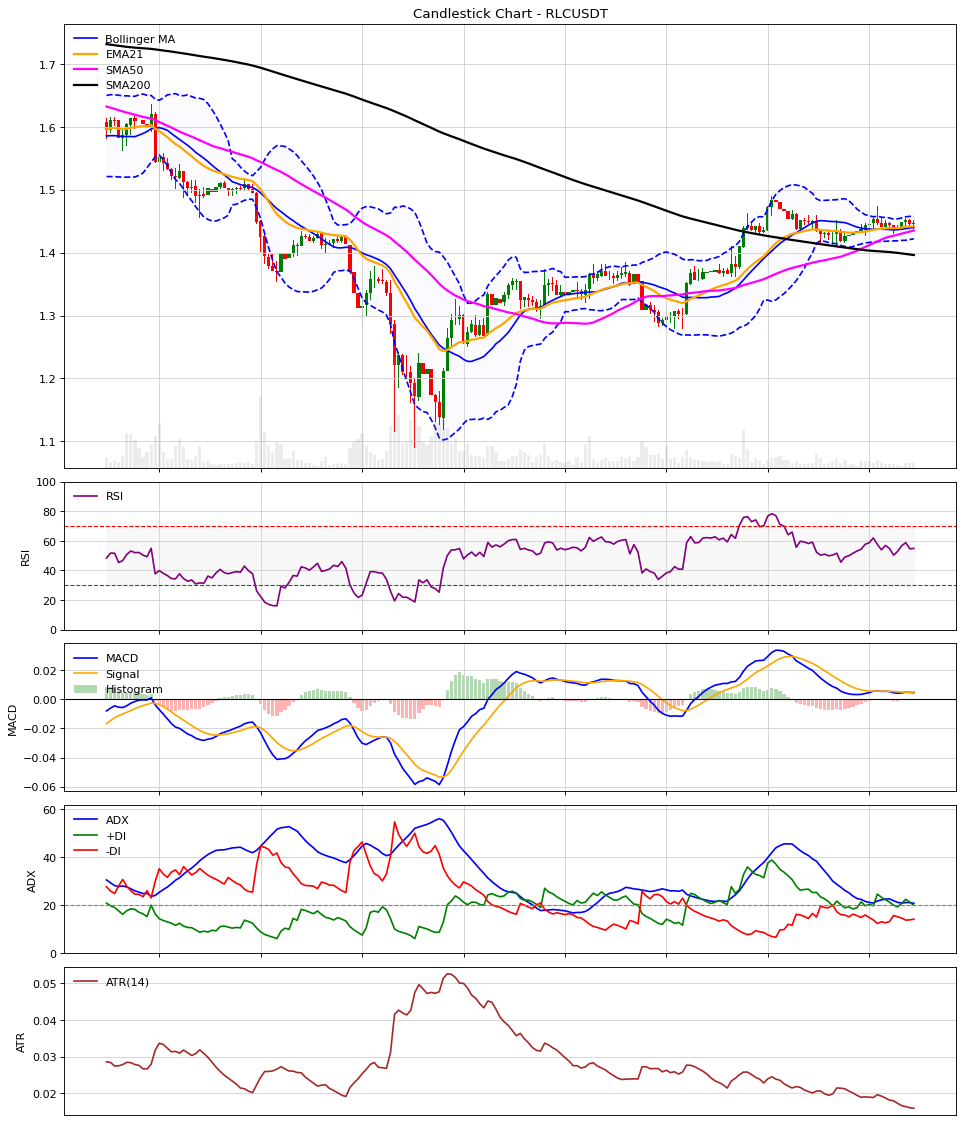 Candlestick Chart - RLCUSDT
Bollinger MA
EMA21
SMA50
SMA200
1.7
1.6
1.5
1.4
1.3
1.2
1.1
RSI
100
80
60
40
20
0
RSI
MACD
Signal
Histogram
0.02
0.00
−0.02
−0.04
−0.06
MACD
ADX
+DI
-DI
60
40
20
0
ADX
ATR(14)
0.05
0.04
0.03
0.02
ATR